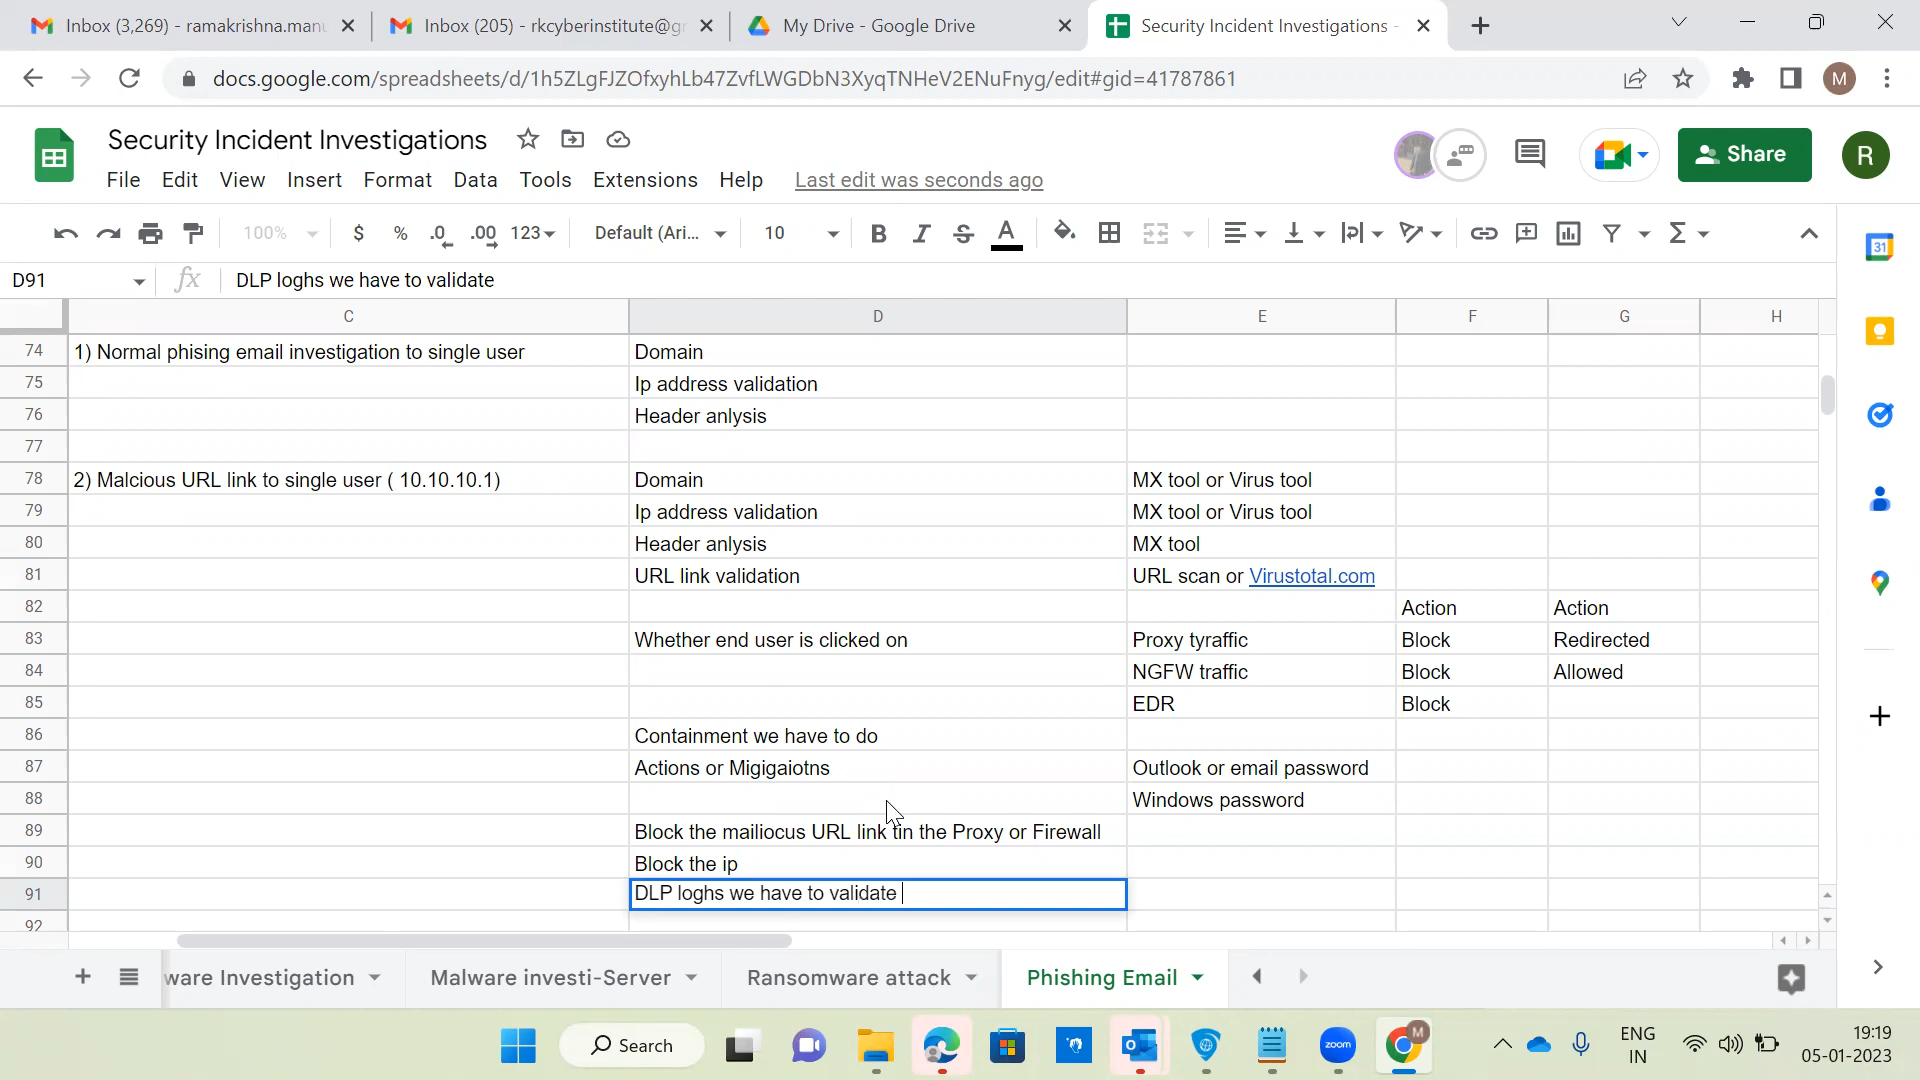 Inbox (3,269) - ramakrishna.manu
Inbox (205) - rkcyberinstitute@gr
My Drive - Google Drive
Security Incident Investigations -
docs.google.com/spreadsheets/d/1h5ZLgFJZOfxyhLb47ZvfLWGDbN3XyqTNHeV2ENuFnyg/edit#gid=41787861
M
Security Incident Investigations
Share
R
File Edit View Insert Format Data Tools Extensions Help Last edit was seconds ago
100% $ % .0 .00 123 Default (Ari... 10 B I S A
31
D91 fx DLP loghs we have to validate
C D E F G H
74 1) Normal phising email investigation to single user Domain
75 Ip address validation
76 Header anlysis
77
78 2) Malcious URL link to single user ( 10.10.10.1) Domain MX tool or Virus tool
79 Ip address validation MX tool or Virus tool
80 Header anlysis MX tool
81 URL link validation URL scan or Virustotal.com
82 Action Action
83 Whether end user is clicked on Proxy tyraffic Block Redirected
84 NGFW traffic Block Allowed
85 EDR Block
86 Containment we have to do
87 Actions or Migigaiotns Outlook or email password
88 Windows password
89 Block the mailiocus URL link tin the Proxy or Firewall
90 Block the ip
91 DLP loghs we have to validate
92
ware Investigation Malware investi-Server Ransomware attack Phishing Email
Search
zoom
M
ENG
IN
19:19
05-01-2023